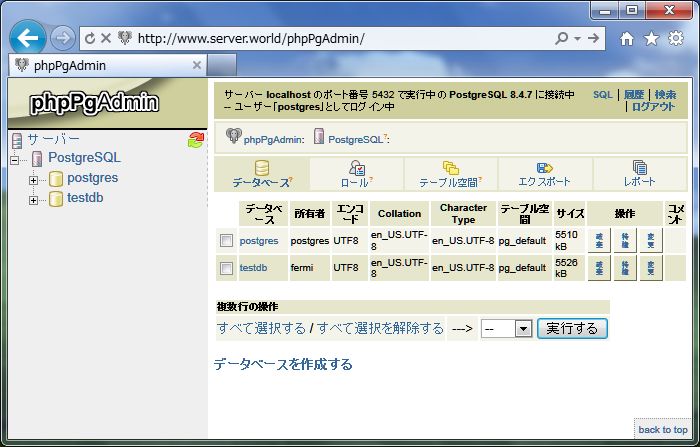 http://www.server.world/phpPgAdmin/
phpPgAdmin
phpPgAdmin
サーバー
PostgreSQL
postgres
testdb
サーバー localhost のポート番号 5432 で実行中の PostgreSQL 8.4.7 に接続中
-- ユーザー「postgres」としてログイン中
SQL | 履歴 | 検索
| ログアウト
phpPgAdmin: PostgreSQL?:
データベース? ロール? テーブル空間? エクスポート レポート
データベース 所有者 エンコード Collation Character Type テーブル空間 サイズ 操作 コメント
postgres postgres UTF8 en_US.UTF-8 en_US.UTF-8 pg_default 5510 kB 破棄 特権 変更
testdb fermi UTF8 en_US.UTF-8 en_US.UTF-8 pg_default 5526 kB 破棄 特権 変更
複数行の操作
すべて選択する / すべて選択を解除する ---> -- 実行する
データベースを作成する
back to top